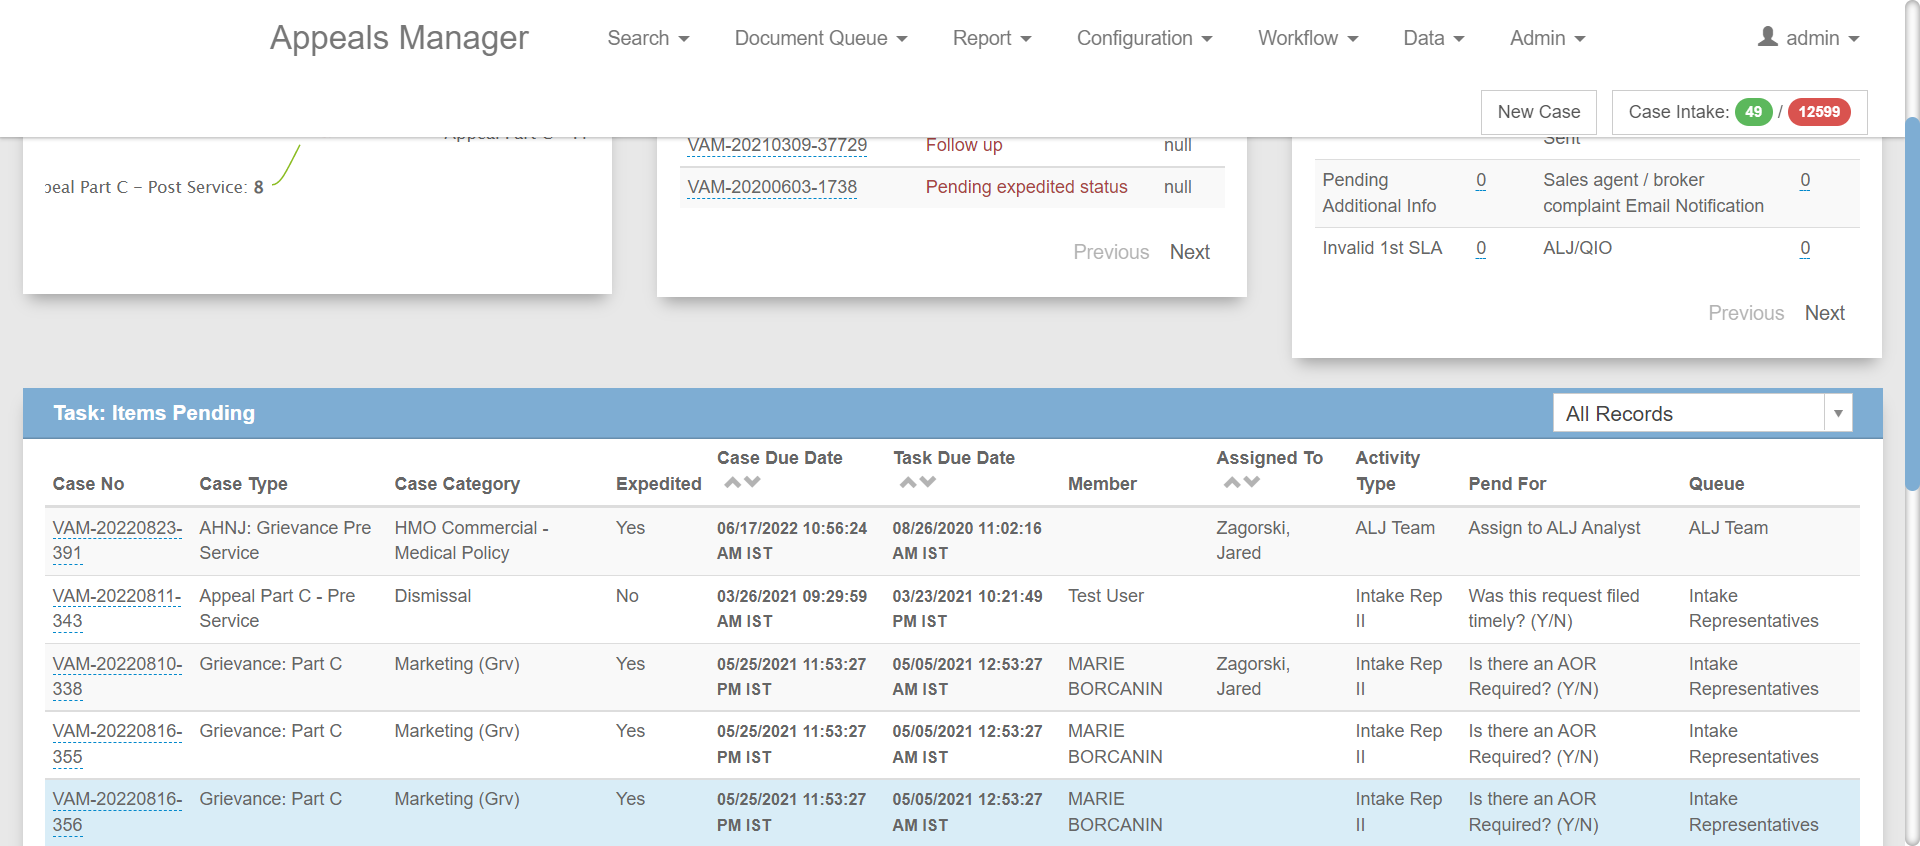 Appeals Manager
Search
Document Queue
Report
Configuration
Workflow
Data
Admin
admin
New Case
Case Intake: 49 / 12599
peal Part C - Post Service: 8
VAM-20210309-37729 Follow up null
VAM-20200603-1738 Pending expedited status null
Previous Next
Sent
Pending 0 Sales agent / broker 0
Additional Info complaint Email Notification
Invalid 1st SLA 0 ALJ/QIO 0
Previous Next
Task: Items Pending
All Records
Case Due Date Task Due Date Assigned To Activity
Case No Case Type Case Category Expedited Member Type Pend For Queue
VAM-20220823- AHNJ: Grievance Pre HMO Commercial - Yes 06/17/2022 10:56:24 08/26/2020 11:02:16 Zagorski, ALJ Team Assign to ALJ Analyst ALJ Team
391 Service Medical Policy AM IST AM IST Jared
VAM-20220811- Appeal Part C - Pre Dismissal No 03/26/2021 09:29:59 03/23/2021 10:21:49 Test User Intake Rep Was this request filed Intake
343 Service AM IST PM IST II timely? (Y/N) Representatives
VAM-20220810- Grievance: Part C Marketing (Grv) Yes 05/25/2021 11:53:27 05/05/2021 12:53:27 MARIE Zagorski, Intake Rep Is there an AOR Intake
338 PM IST AM IST BORCANIN Jared II Required? (Y/N) Representatives
VAM-20220816- Grievance: Part C Marketing (Grv) Yes 05/25/2021 11:53:27 05/05/2021 12:53:27 MARIE Intake Rep Is there an AOR Intake
355 PM IST AM IST BORCANIN II Required? (Y/N) Representatives
VAM-20220816- Grievance: Part C Marketing (Grv) Yes 05/25/2021 11:53:27 05/05/2021 12:53:27 MARIE Intake Rep Is there an AOR Intake
356 PM IST AM IST BORCANIN II Required? (Y/N) Representatives